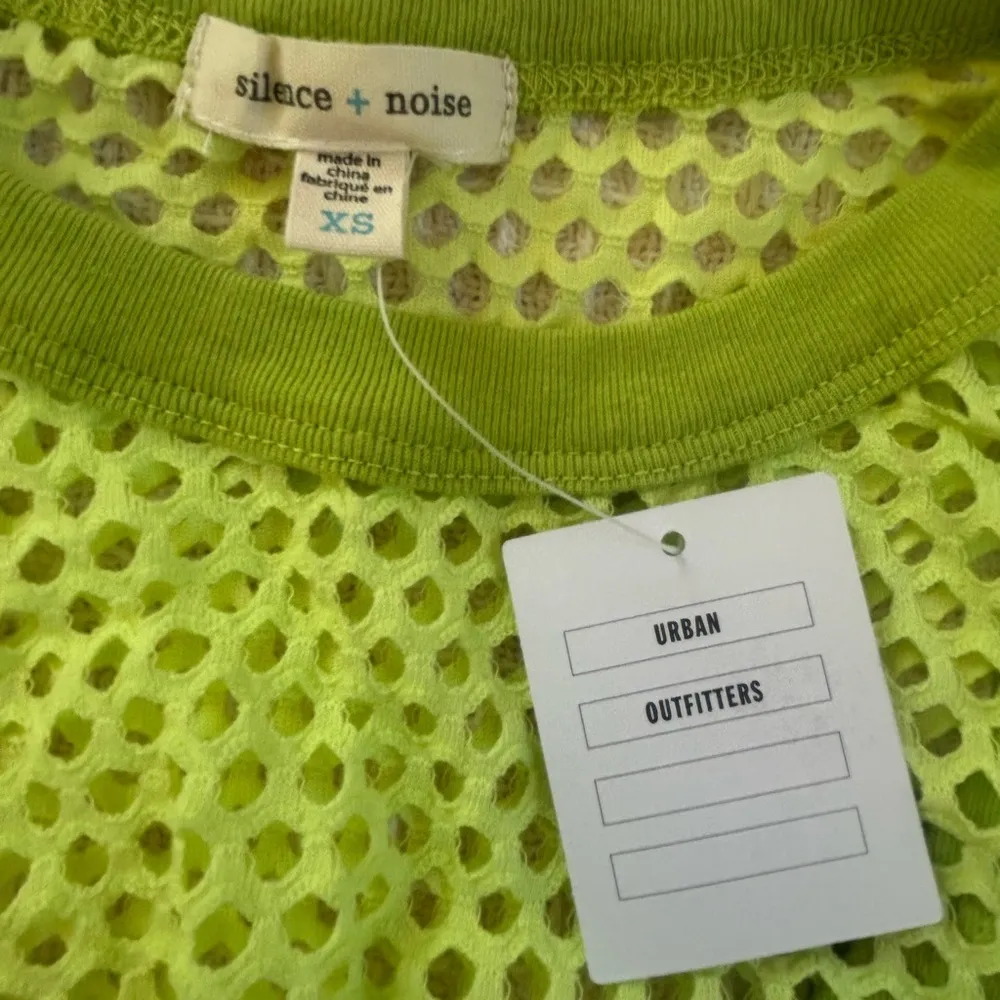 silence + noise
made in
china
fabriqué en
chine
XS
URBAN
OUTFITTERS